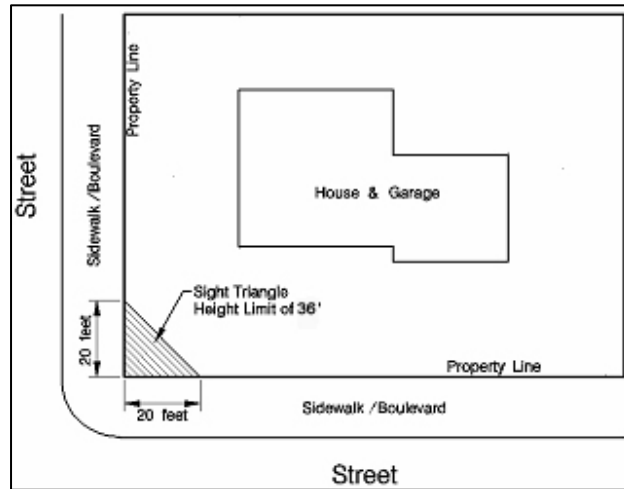 Property Line
Street
Sidewalk /Boulevard
House & Garage
Sight Triangle
Height Limit of 36'
20 feet
Property Line
20 feet
Sidewalk /Boulevard
Street